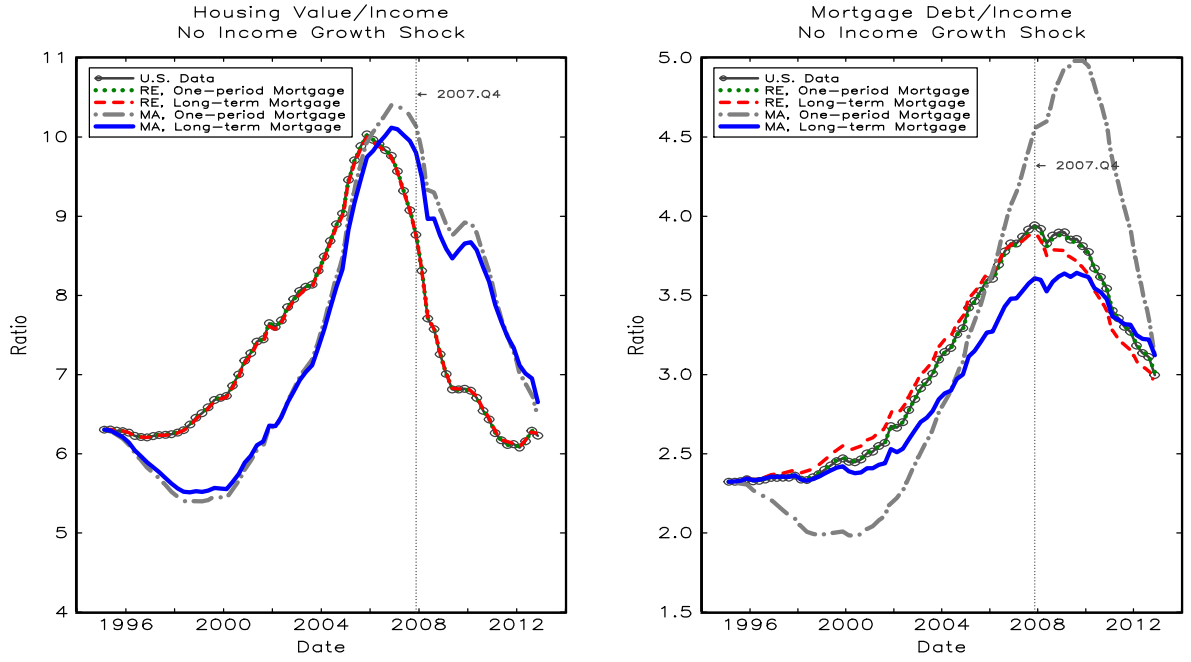 Housing Value/Income
No Income Growth Shock
11
10
9
8
7
6
5
4
Ratio
U.S. Data
RE, One-period Mortgage
RE, Long-term Mortgage
MA, One-period Mortgage
MA, Long-term Mortgage
← 2007.Q4
1996 2000 2004 2008 2012
Date
Mortgage Debt/Income
No Income Growth Shock
5.0
4.5
4.0
3.5
3.0
2.5
2.0
1.5
Ratio
U.S. Data
RE, One-period Mortgage
RE, Long-term Mortgage
MA, One-period Mortgage
MA, Long-term Mortgage
← 2007.Q4
1996 2000 2004 2008 2012
Date